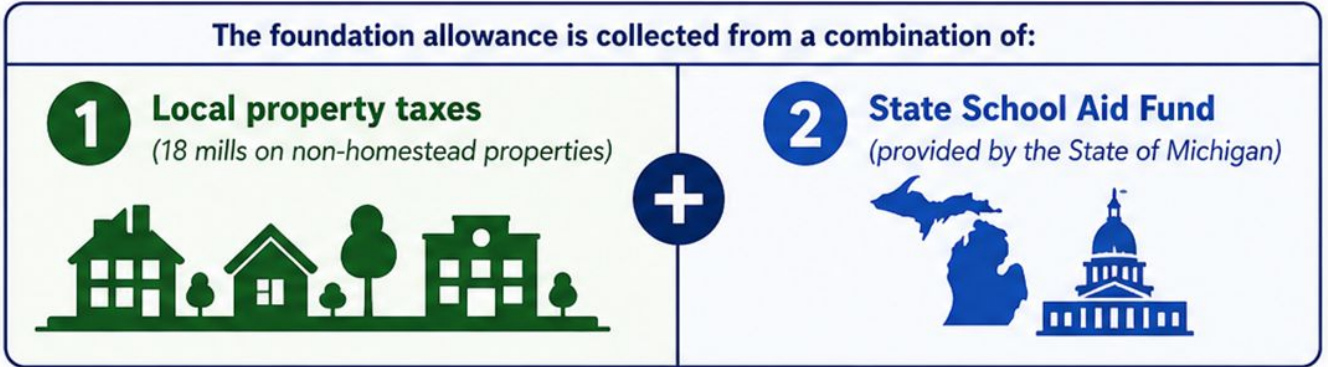 The foundation allowance is collected from a combination of:
1
Local property taxes
(18 mills on non-homestead properties)
+
2
State School Aid Fund
(provided by the State of Michigan)